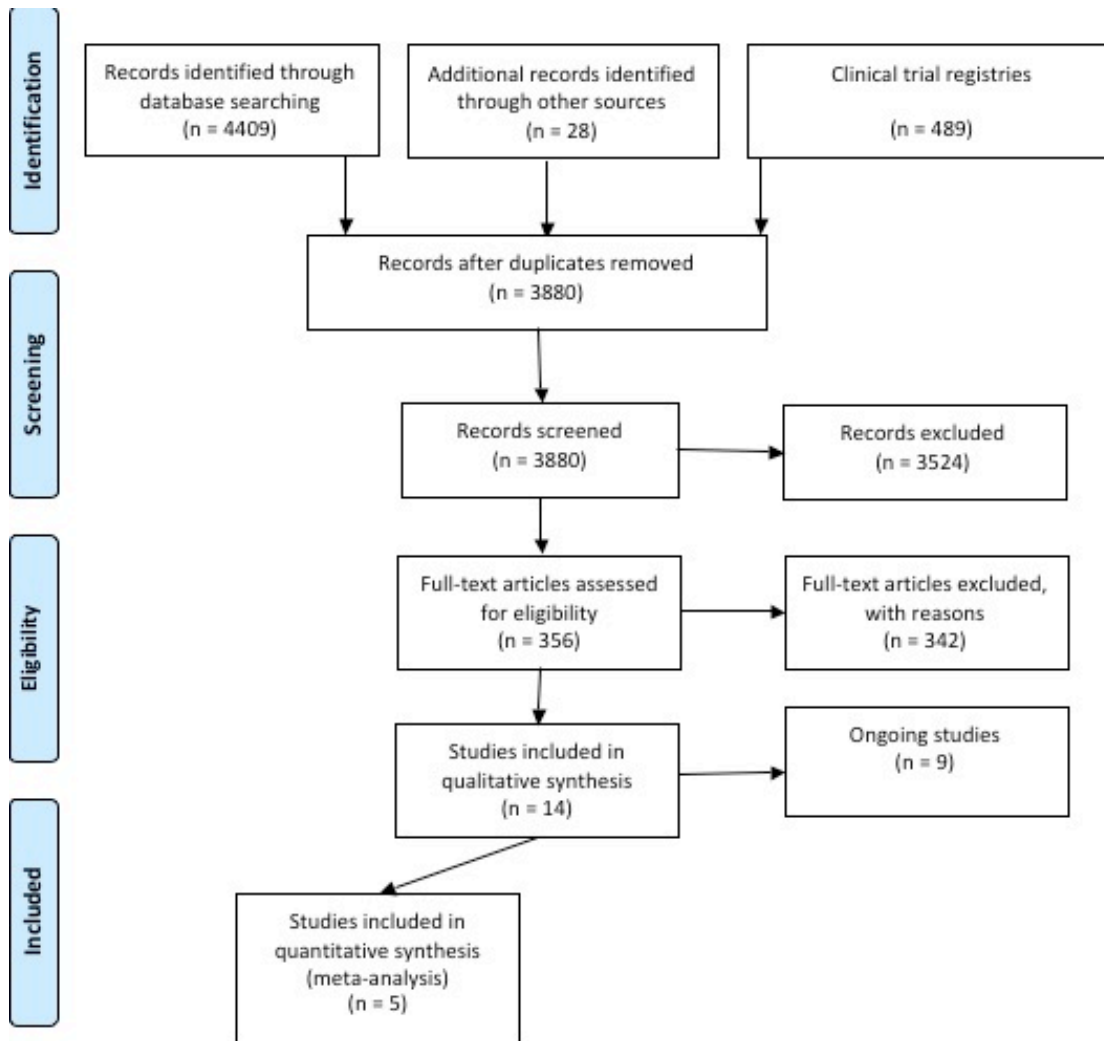 Identification
Records identified through
database searching
(n = 4409)
Additional records identified
through other sources
(n = 28)
Clinical trial registries
(n = 489)
Records after duplicates removed
(n = 3880)
Screening
Records screened
(n = 3880)
Records excluded
(n = 3524)
Eligibility
Full-text articles assessed
for eligibility
(n = 356)
Full-text articles excluded,
with reasons
(n = 342)
Studies included in
qualitative synthesis
(n = 14)
Ongoing studies
(n = 9)
Included
Studies included in
quantitative synthesis
(meta-analysis)
(n = 5)